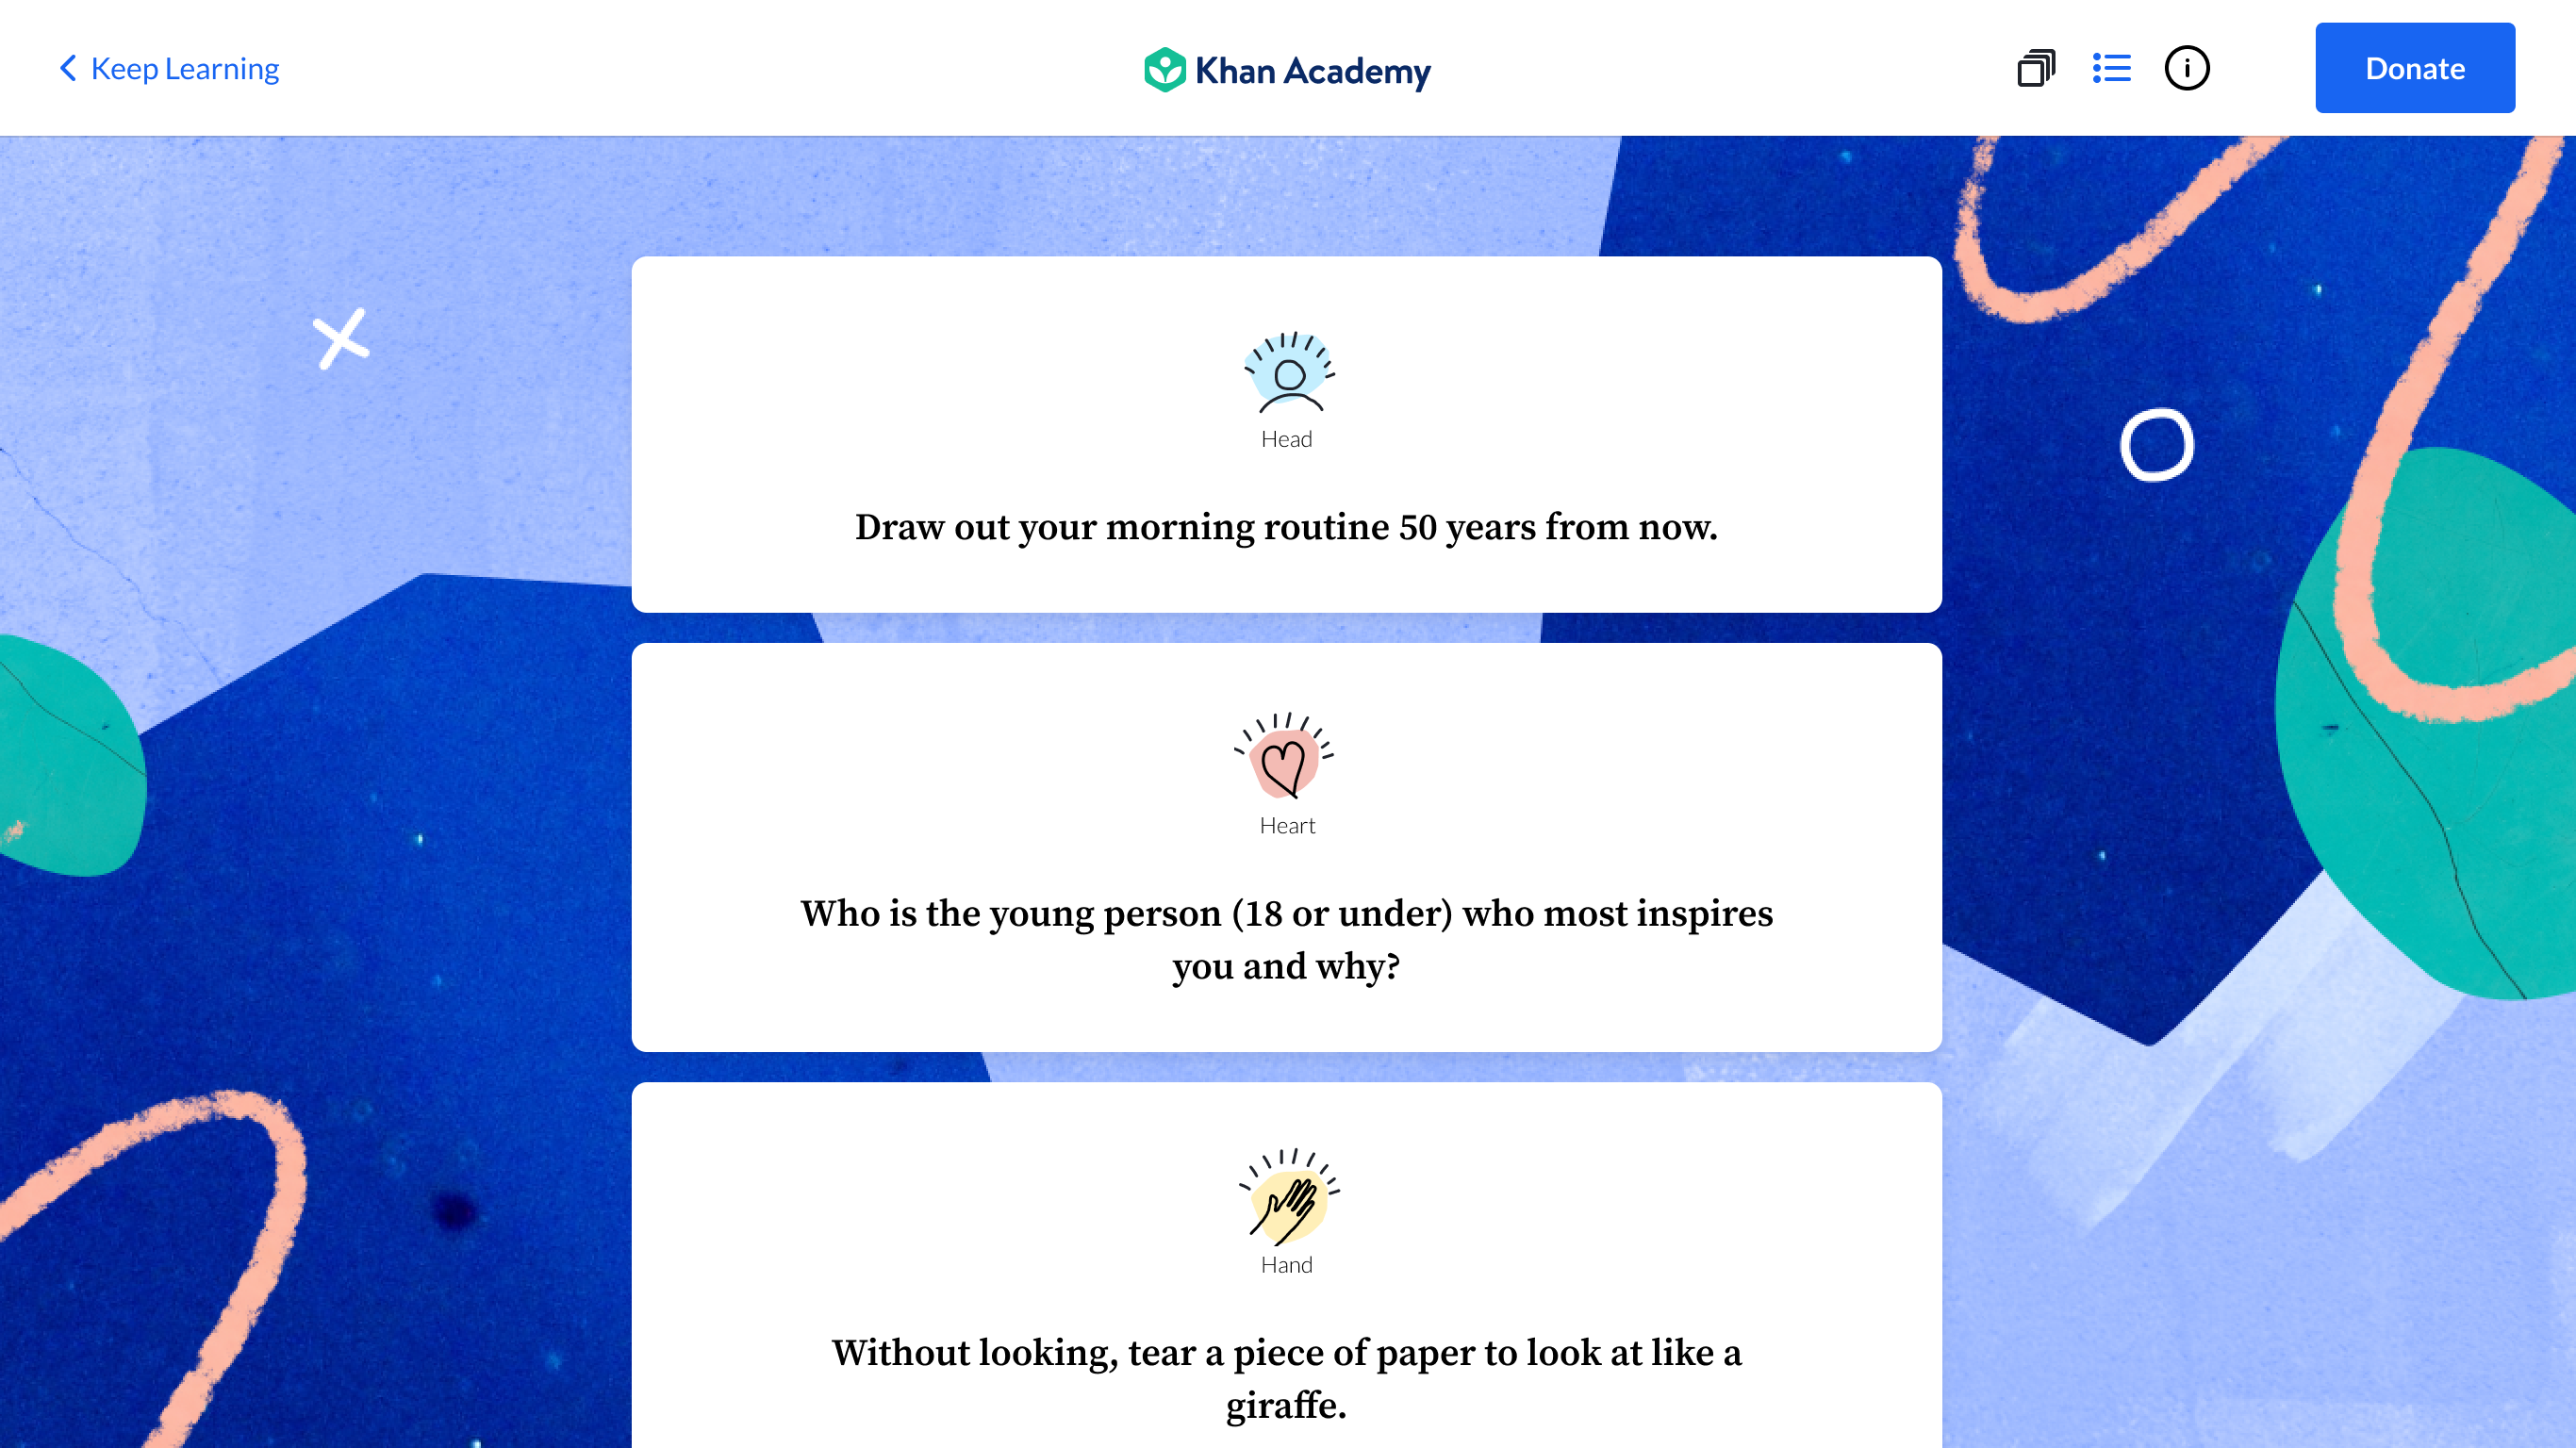 Keep Learning
Khan Academy
Donate
Head
Draw out your morning routine 50 years from now.
Heart
Who is the young person (18 or under) who most inspires
you and why?
Hand
Without looking, tear a piece of paper to look at like a
giraffe.